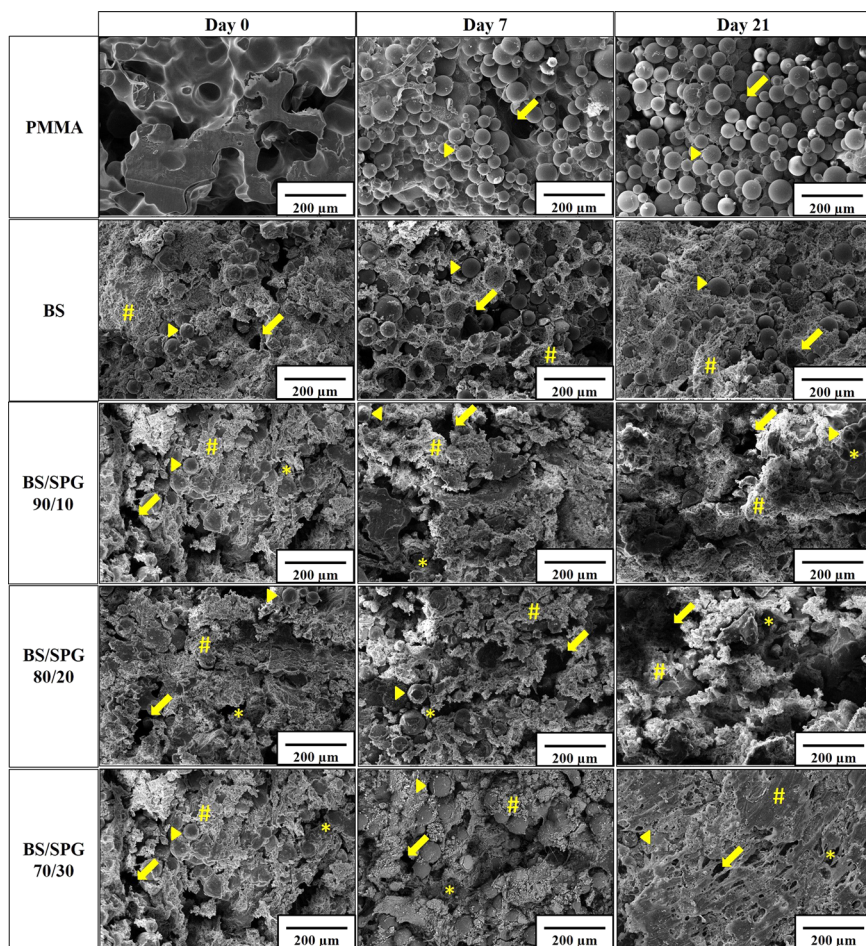 Day 0 Day 7 Day 21
PMMA
200 µm 200 µm 200 µm
BS
# #
#
200 µm 200 µm 200 µm
BS/SPG
90/10
# * # * #
*
200 µm 200 µm 200 µm
BS/SPG
80/20
# * # * # *
200 µm 200 µm 200 µm
BS/SPG
70/30
# * # * # *
200 µm 200 µm 200 µm